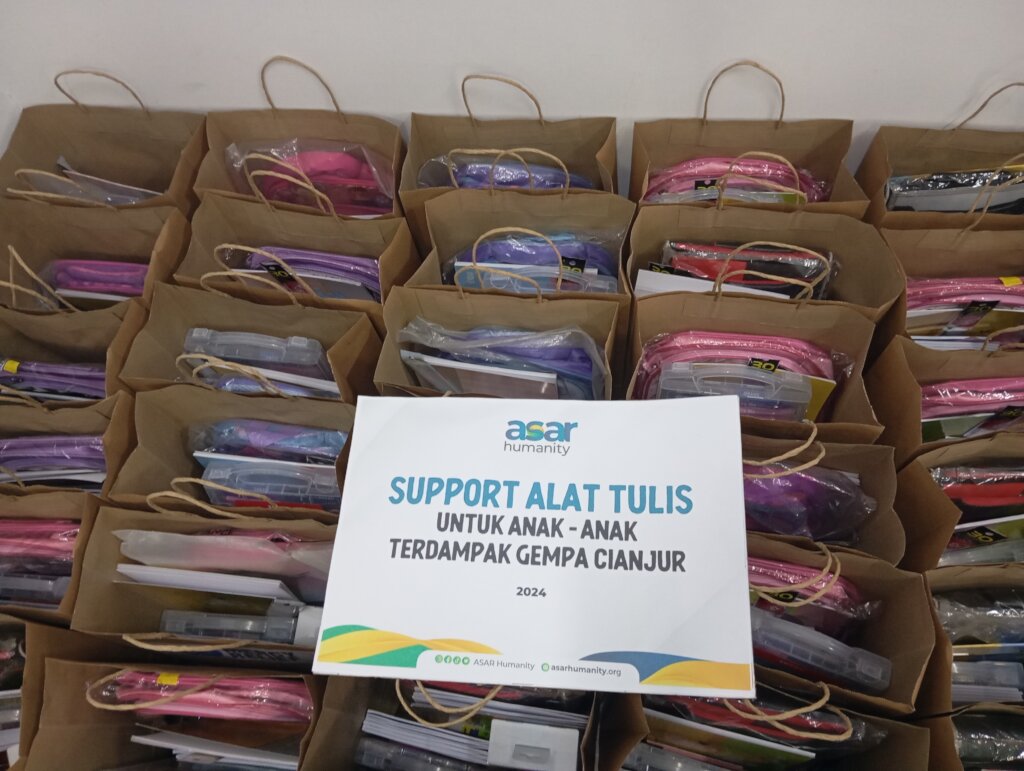 asar
humanity
SUPPORT ALAT TULIS
UNTUK ANAK - ANAK
TERDAMPAK GEMPA CIANJUR
2024
ASAR Humanity asarhumanity.org